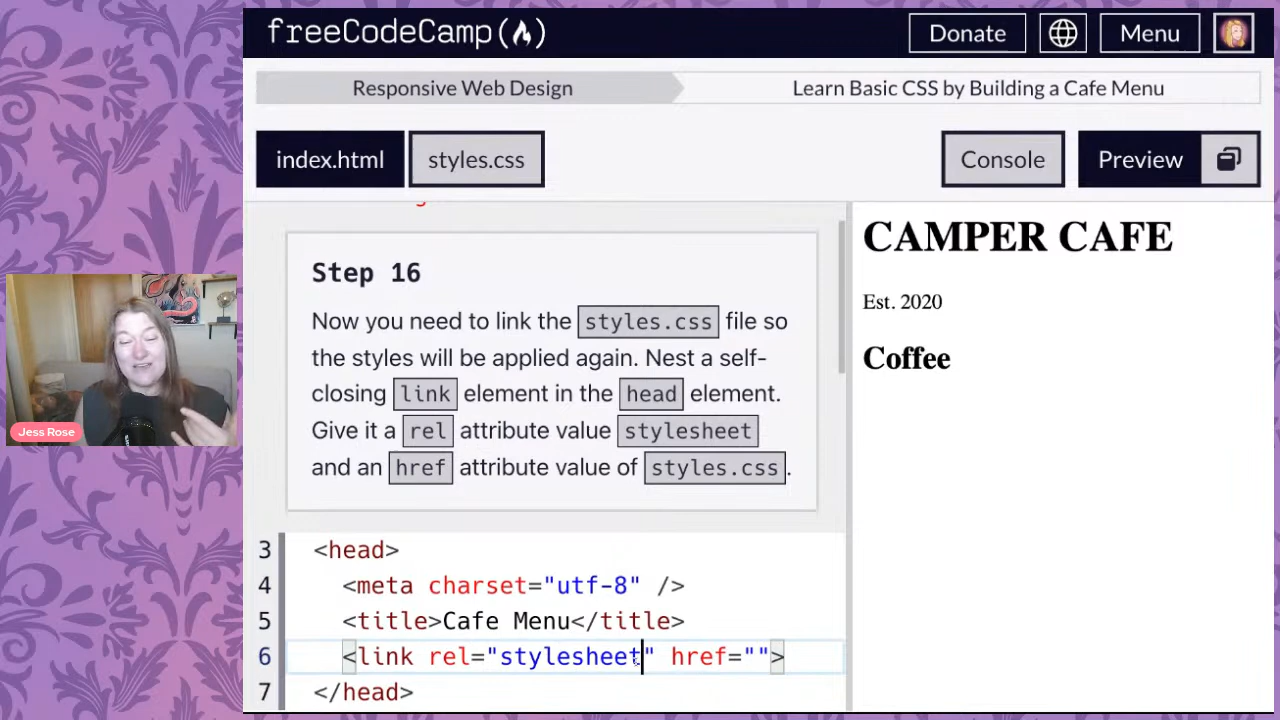 freeCodeCamp(🔥)
Donate
Menu
Responsive Web Design
Learn Basic CSS by Building a Cafe Menu
index.html
styles.css
Console
Preview
Step 16
Now you need to link the styles.css file so
the styles will be applied again. Nest a self-
closing link element in the head element.
Give it a rel attribute value stylesheet
and an href attribute value of styles.css.
3 <head>
4 <meta charset="utf-8" />
5 <title>Cafe Menu</title>
6 <link rel="stylesheet" href="">
7 </head>
CAMPER CAFE
Est. 2020
Coffee
Jess Rose